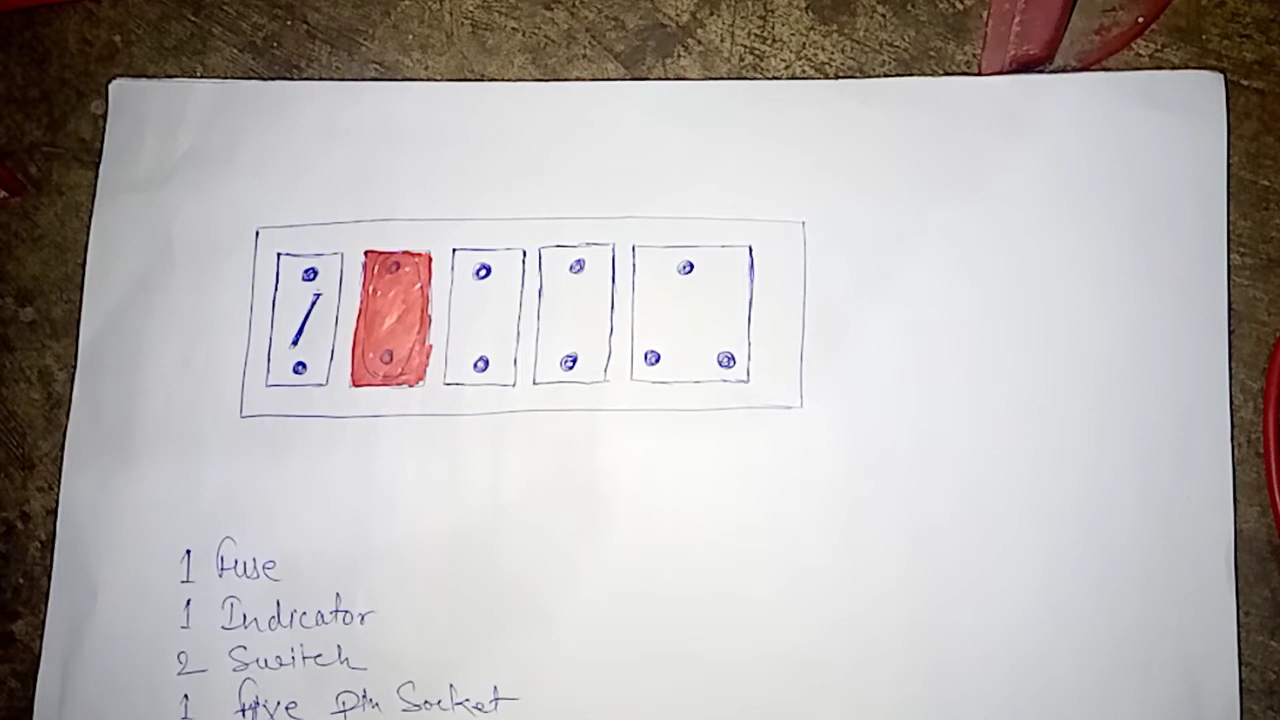 1 Fuse
1 Indicator
2 Switch
1 five pin Socket